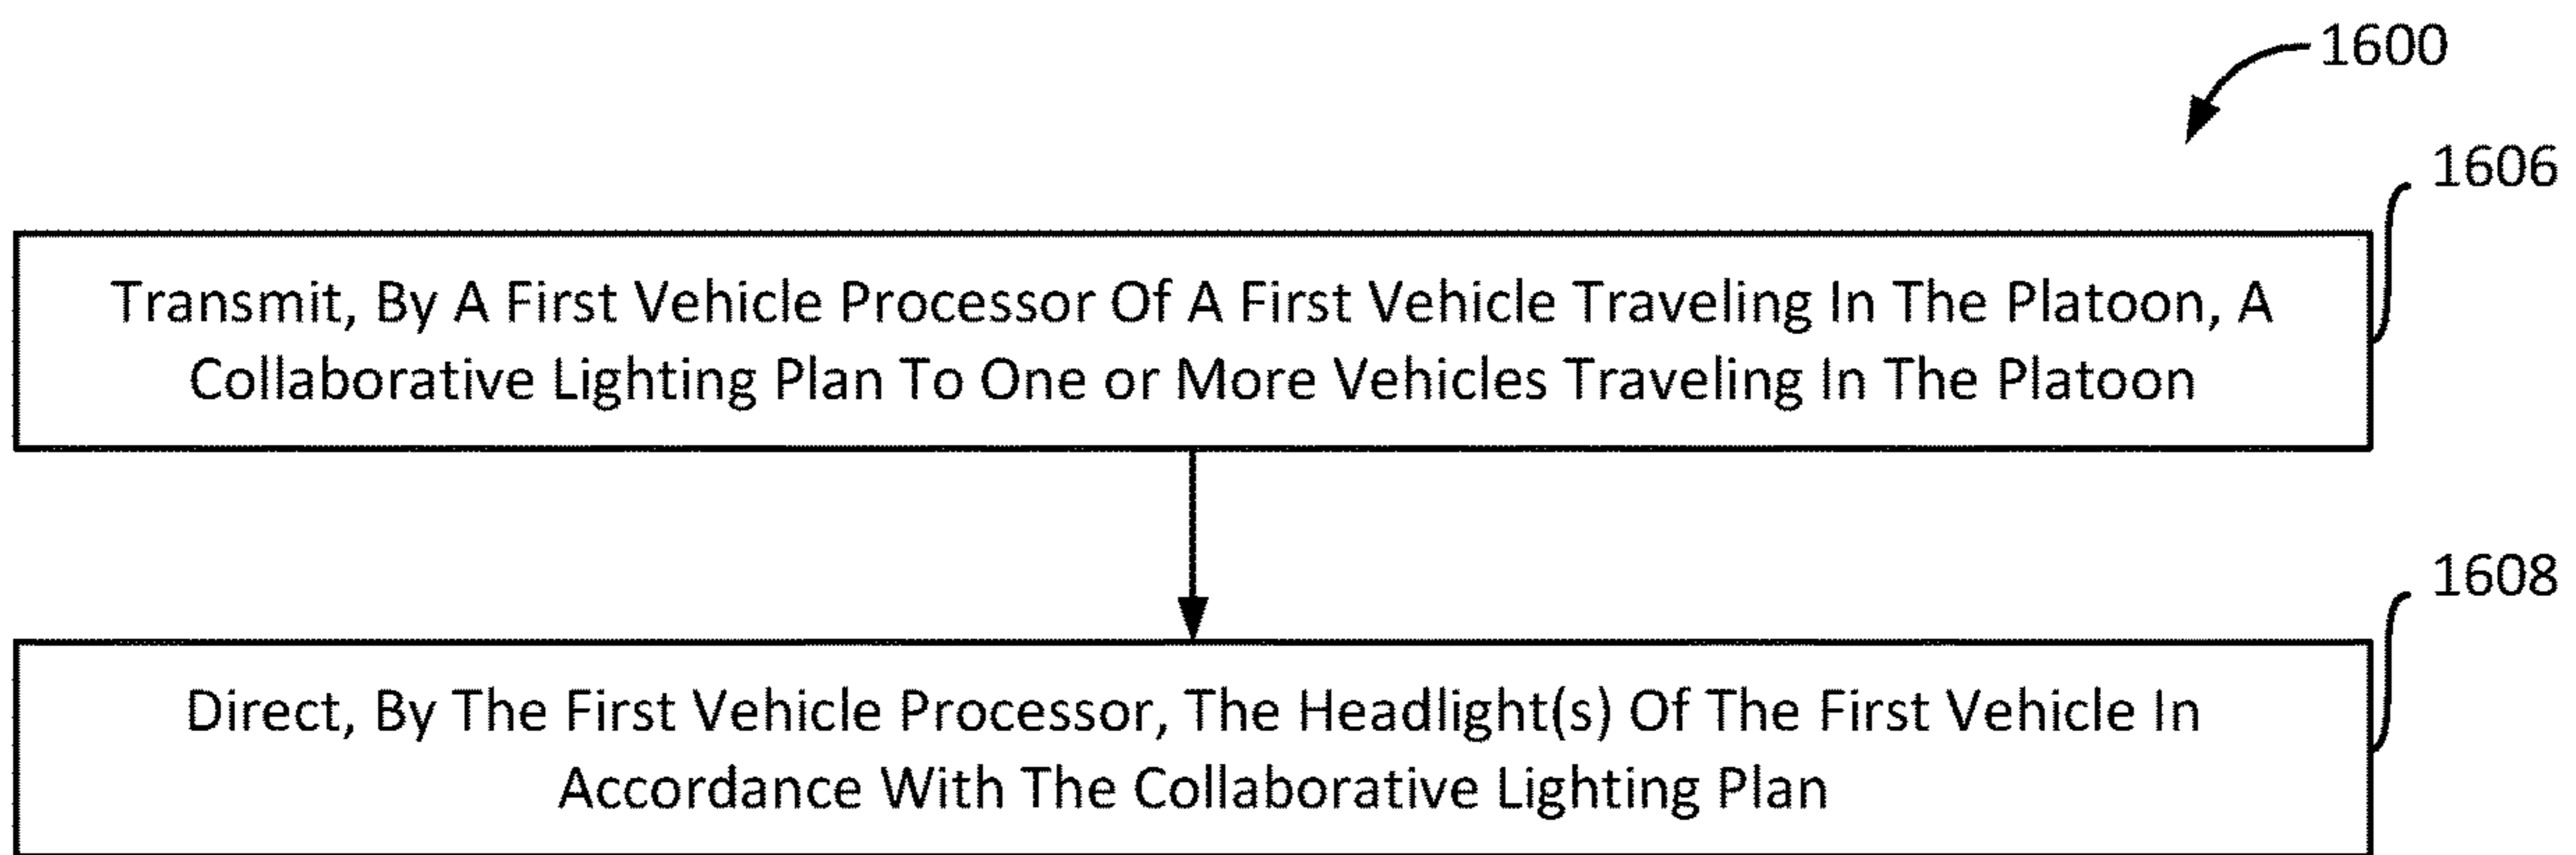 1600
1606
Transmit, By A First Vehicle Processor Of A First Vehicle Traveling In The Platoon, A
Collaborative Lighting Plan To One or More Vehicles Traveling In The Platoon
1608
Direct, By The First Vehicle Processor, The Headlight(s) Of The First Vehicle In
Accordance With The Collaborative Lighting Plan